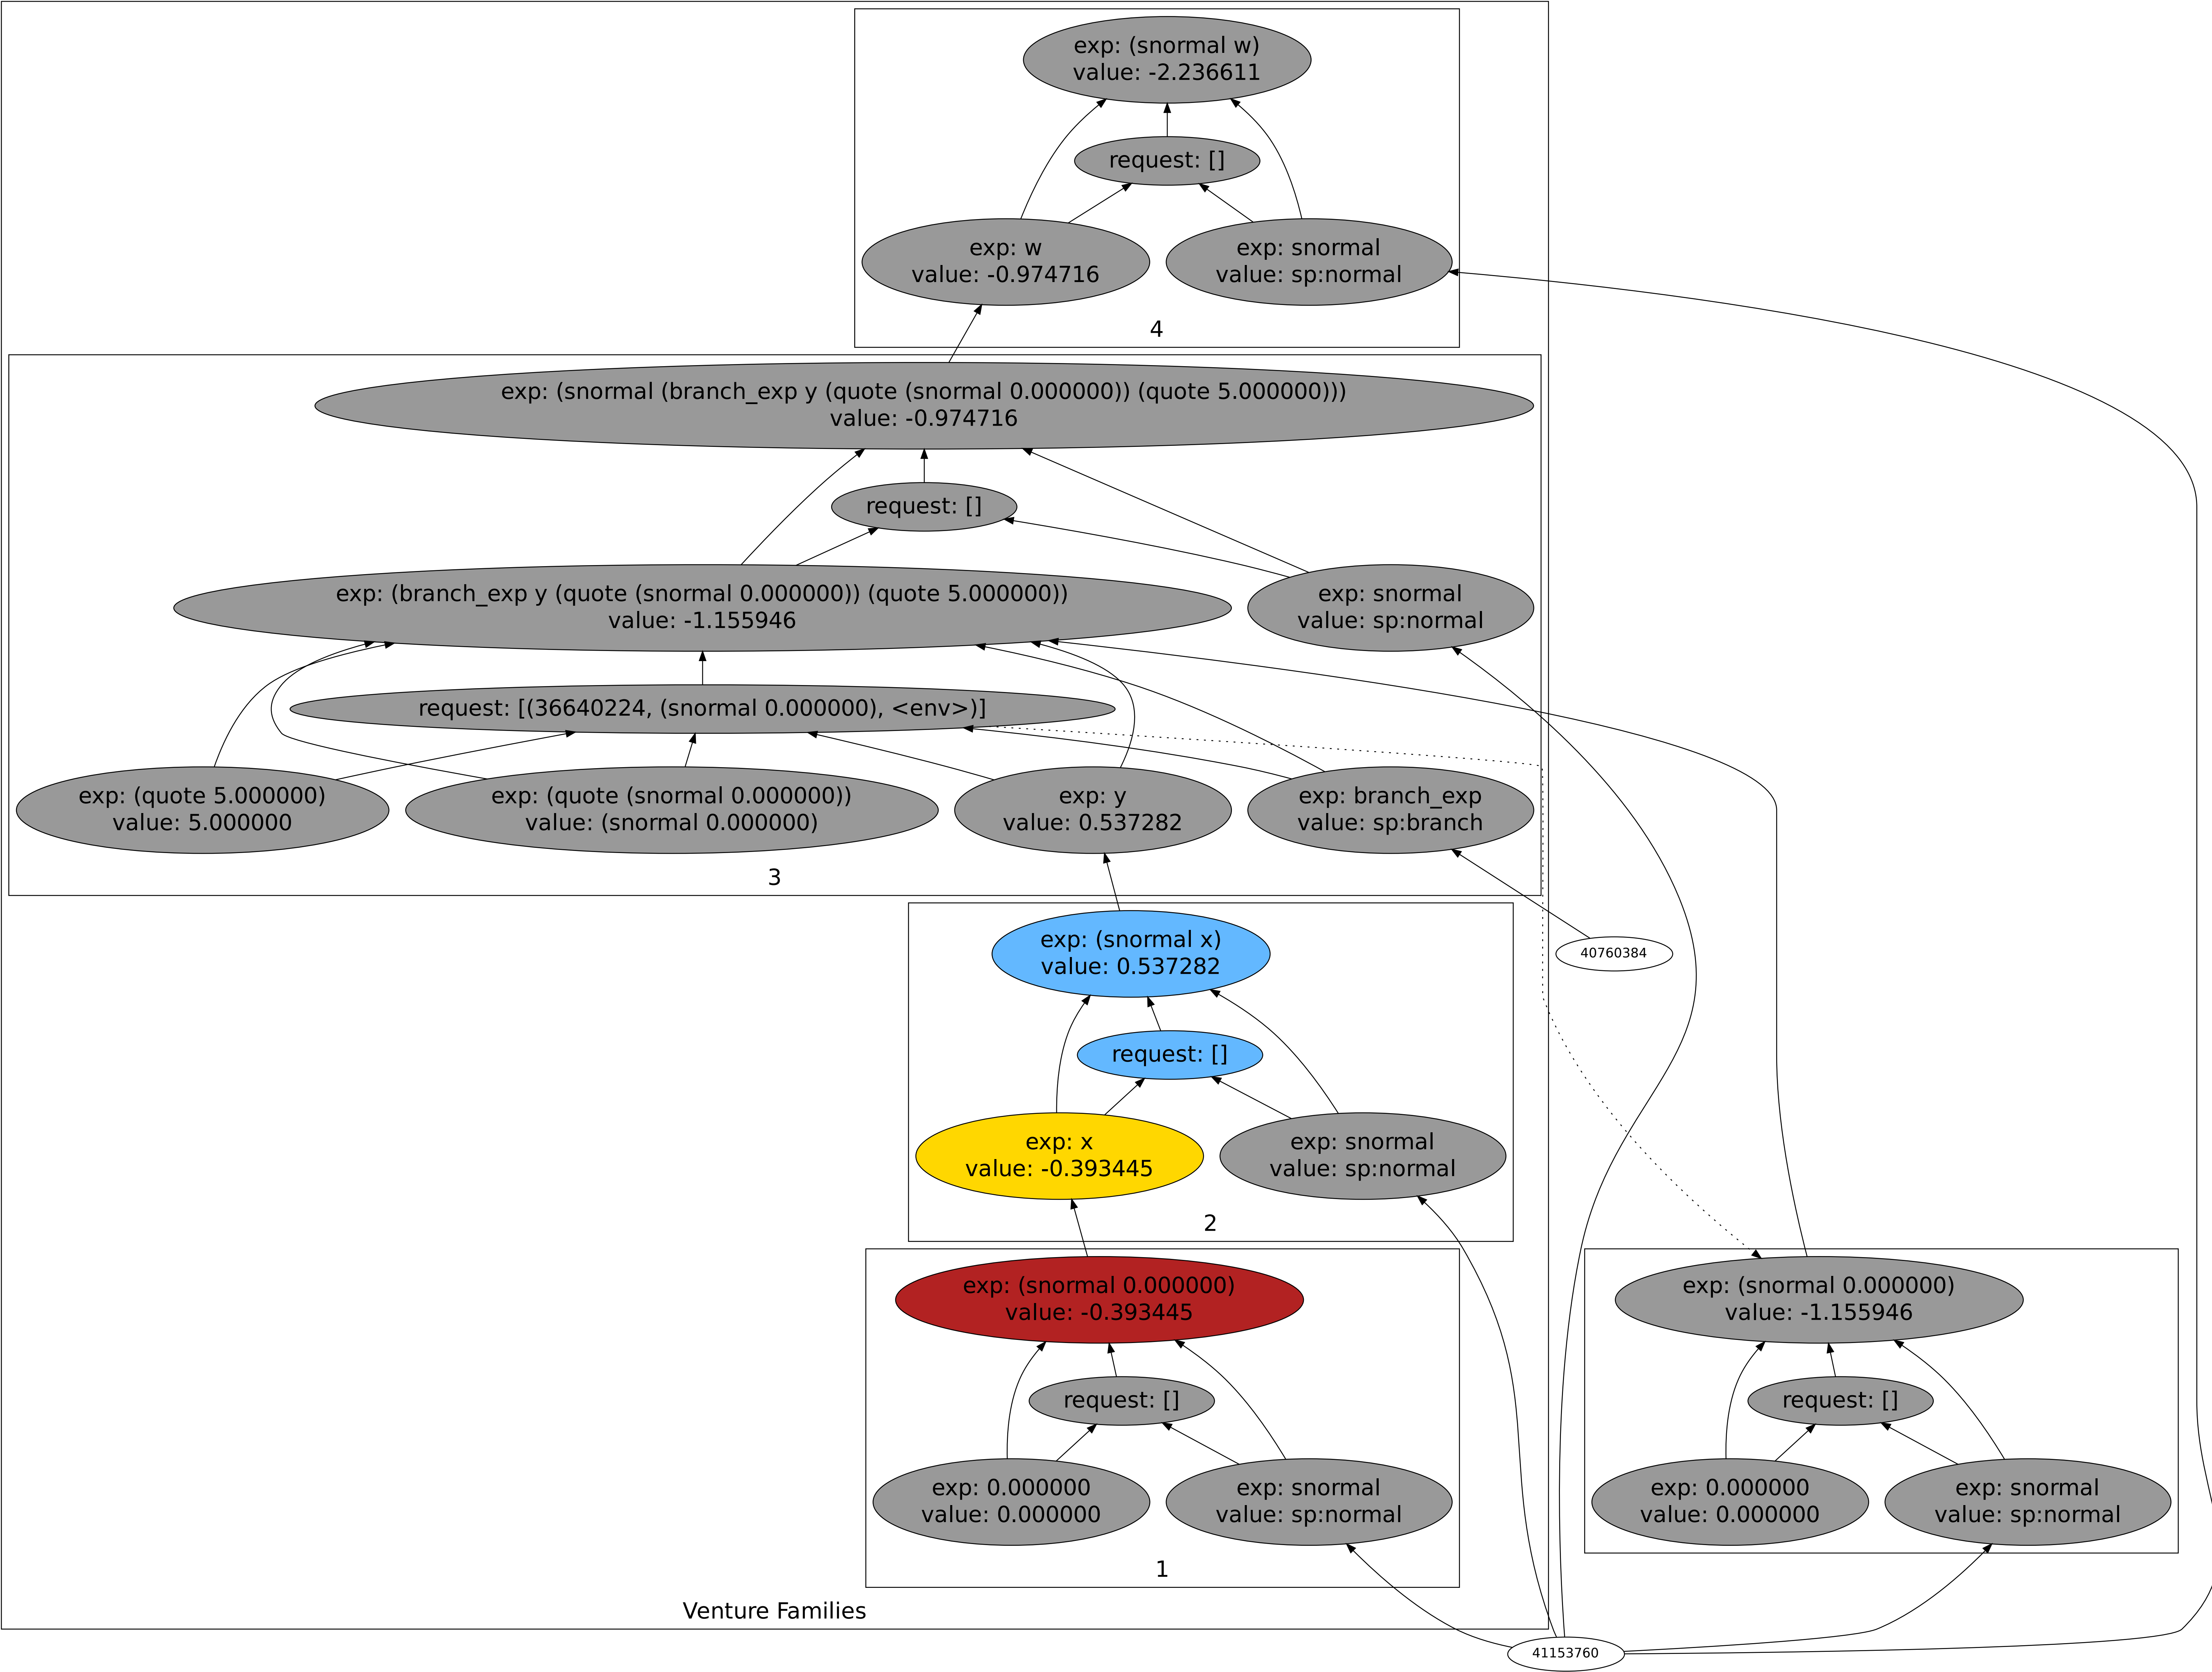 exp: (snormal w)
value: -2.236611
request: []
exp: w
value: -0.974716
exp: snormal
value: sp:normal
4
exp: (snormal (branch_exp y (quote (snormal 0.000000)) (quote 5.000000)))
value: -0.974716
request: []
exp: (branch_exp y (quote (snormal 0.000000)) (quote 5.000000))
value: -1.155946
exp: snormal
value: sp:normal
request: [(36640224, (snormal 0.000000), <env>)]
exp: (quote 5.000000)
value: 5.000000
exp: (quote (snormal 0.000000))
value: (snormal 0.000000)
exp: y
value: 0.537282
exp: branch_exp
value: sp:branch
3
exp: (snormal x)
value: 0.537282
40760384
request: []
exp: x
value: -0.393445
exp: snormal
value: sp:normal
2
exp: (snormal 0.000000)
value: -0.393445
request: []
exp: 0.000000
value: 0.000000
exp: snormal
value: sp:normal
1
exp: (snormal 0.000000)
value: -1.155946
request: []
exp: 0.000000
value: 0.000000
exp: snormal
value: sp:normal
Venture Families
41153760